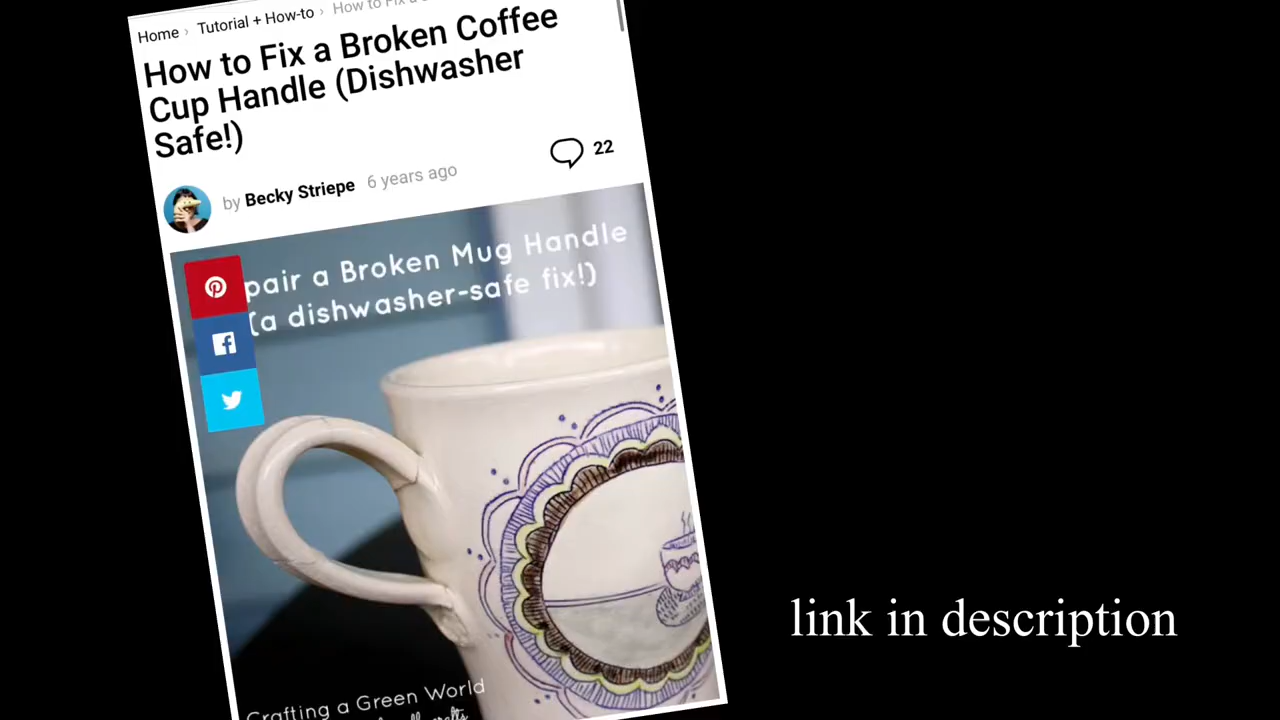 Home › Tutorial + How-to › How to Fix a
How to Fix a Broken Coffee
Cup Handle (Dishwasher
Safe!)
by Becky Striepe 6 years ago
22
pair a Broken Mug Handle
(a dishwasher-safe fix!)
link in description
Crafting a Green World